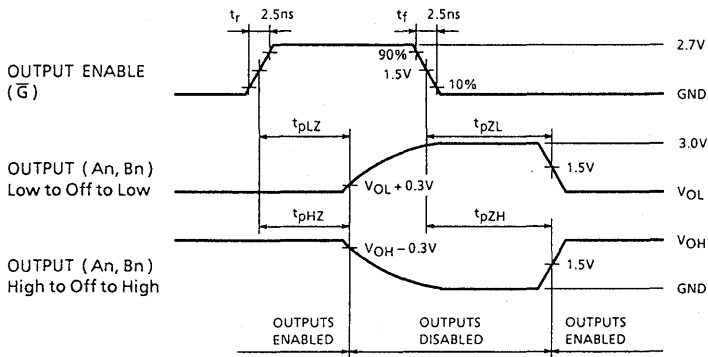 tr 2.5ns tf 2.5ns
2.7V
90%
OUTPUT ENABLE 1.5V
(G̅) 10%
GND
tpLZ tpZL
3.0V
OUTPUT (An, Bn) 1.5V
Low to Off to Low VOL + 0.3V
VOL
tpHZ tpZH
VOH
VOH − 0.3V
OUTPUT (An, Bn) 1.5V
High to Off to High
GND
OUTPUTS OUTPUTS OUTPUTS
ENABLED DISABLED ENABLED